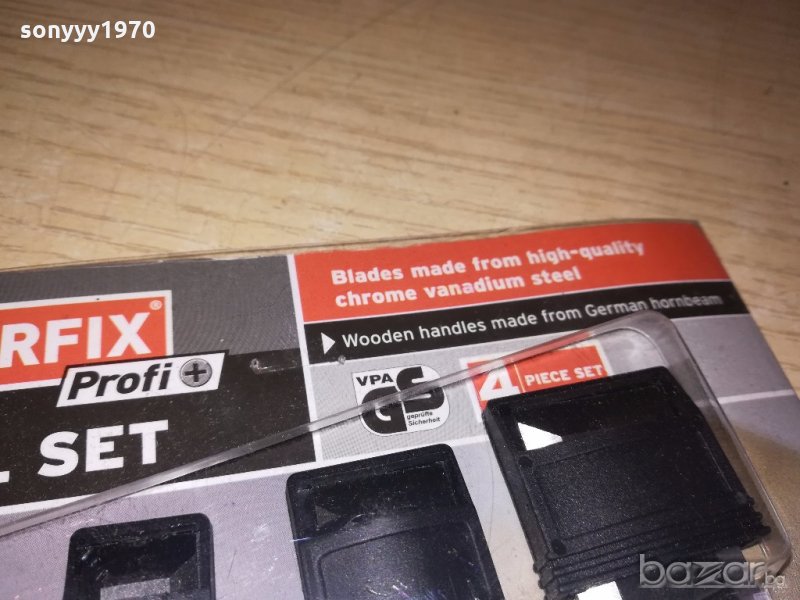 sonyyy1970
Blades made from high-quality
chrome vanadium steel
Wooden handles made from German hornbeam
RFIX®
Profi+
SET
VPA
GS
geprüfte
Sicherheit
4 PIECE SET
bazar.bg